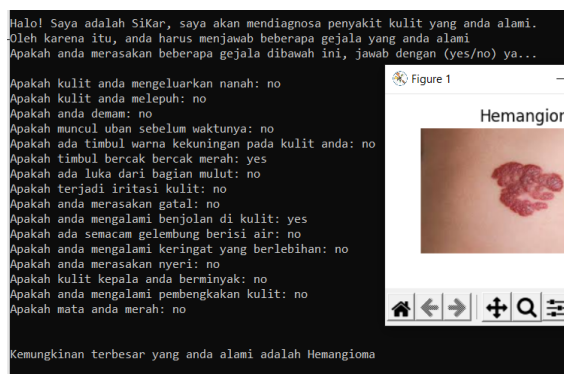 Halo! Saya adalah SiKar, saya akan mendiagnosa penyakit kulit yang anda alami.
Oleh karena itu, anda harus menjawab beberapa gejala yang anda alami
Apakah anda merasakan beberapa gejala dibawah ini, jawab dengan (yes/no) ya...
Apakah kulit anda mengeluarkan nanah: no
Apakah kulit anda melepuh: no
Apakah anda demam: no
Apakah muncul uban sebelum waktunya: no
Apakah ada timbul warna kekuningan pada kulit anda: no
Apakah timbul bercak bercak merah: yes
Apakah ada luka dari bagian mulut: no
Apakah terjadi iritasi kulit: no
Apakah anda merasakan gatal: no
Apakah anda mengalami benjolan di kulit: yes
Apakah ada semacam gelembung berisi air: no
Apakah anda mengalami keringat yang berlebihan: no
Apakah anda merasakan nyeri: no
Apakah kulit kepala anda berminyak: no
Apakah anda mengalami pembengkakan kulit: no
Apakah mata anda merah: no
Kemungkinan terbesar yang anda alami adalah Hemangioma
Figure 1
Hemangior